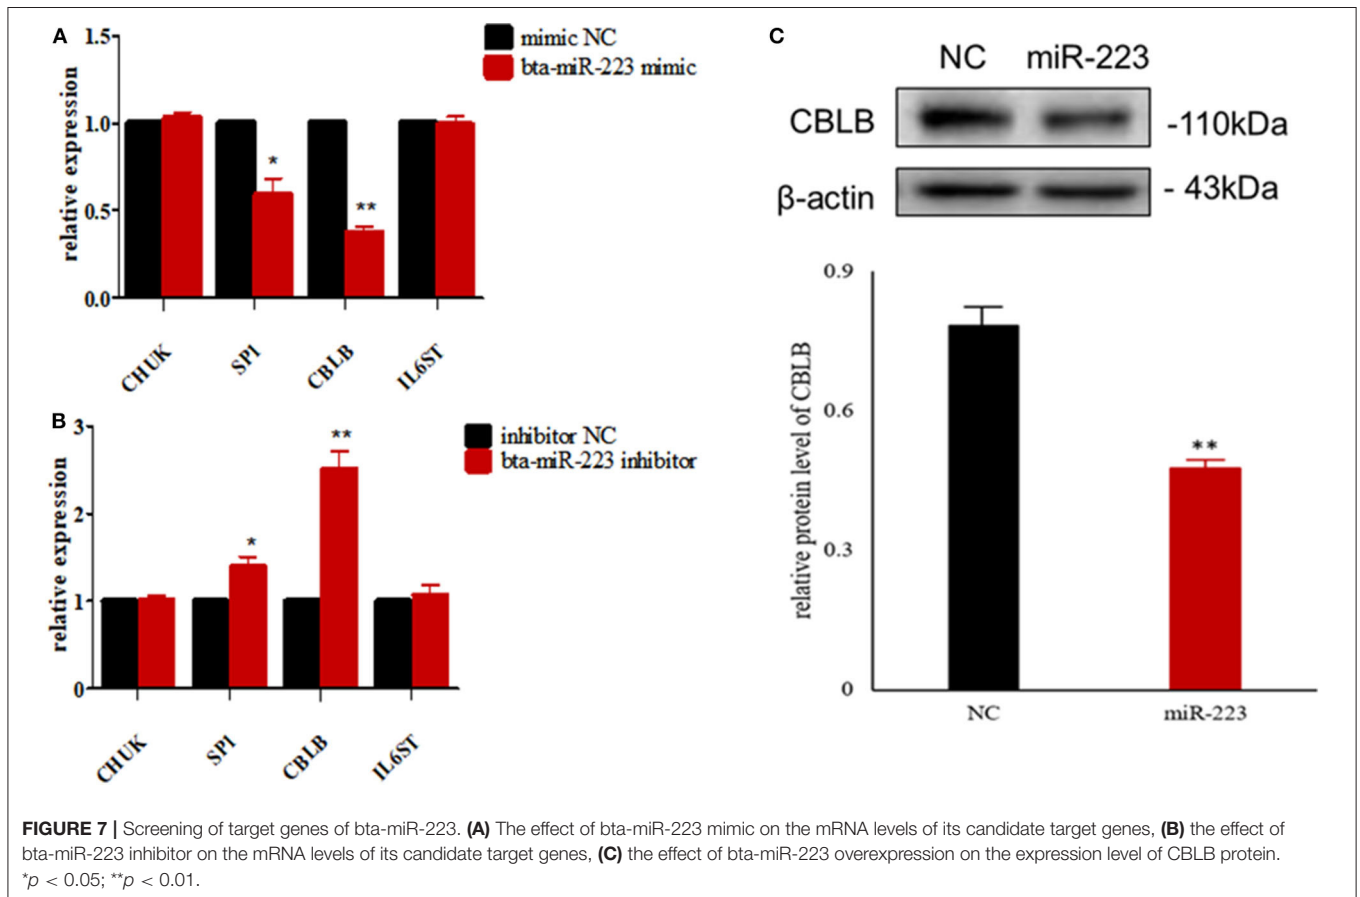 A
1.5
1.0
0.5
0.0
relative expression
mimic NC
bta-miR-223 mimic
*
**
CHUK
SP1
CBLB
IL6ST
B
3
2
1
0
relative expression
inhibitor NC
bta-miR-223 inhibitor
*
**
CHUK
SP1
CBLB
IL6ST
C
NC miR-223
CBLB -110kDa
β-actin - 43kDa
0.9
0.6
0.3
0
relative protein level of CBLB
**
NC miR-223
FIGURE 7 | Screening of target genes of bta-miR-223. (A) The effect of bta-miR-223 mimic on the mRNA levels of its candidate target genes, (B) the effect of
bta-miR-223 inhibitor on the mRNA levels of its candidate target genes, (C) the effect of bta-miR-223 overexpression on the expression level of CBLB protein.
*p < 0.05; **p < 0.01.